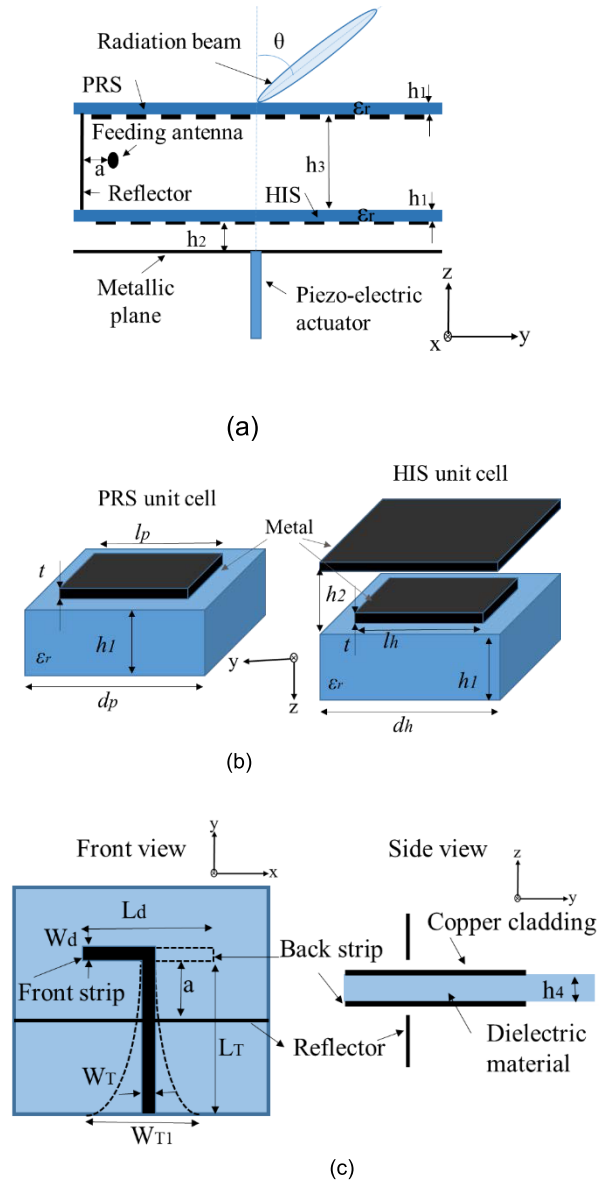 Radiation beam
θ
PRS
εr
h1
Feeding antenna
a
h3
Reflector
HIS
εr
h1
h2
Metallic
plane
Piezo-electric
actuator
z
x
y
(a)
HIS unit cell
PRS unit cell
lp
Metal
t
h2
h1
t
lh
εr
y
z
εr
h1
dp
dh
(b)
y
Front view
x
Side view
z
y
Ld
Copper cladding
Wd
Back strip
Front strip
a
h4
LT
Reflector
Dielectric
material
WT
WT1
(c)